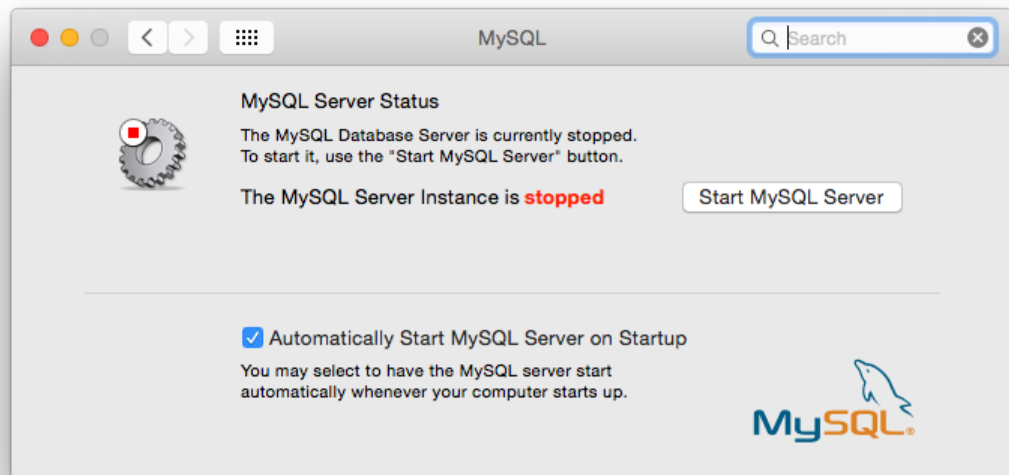 MySQL
Search
MySQL Server Status
The MySQL Database Server is currently stopped.
To start it, use the "Start MySQL Server" button.
The MySQL Server Instance is stopped
Start MySQL Server
Automatically Start MySQL Server on Startup
You may select to have the MySQL server start
automatically whenever your computer starts up.
MySQL®